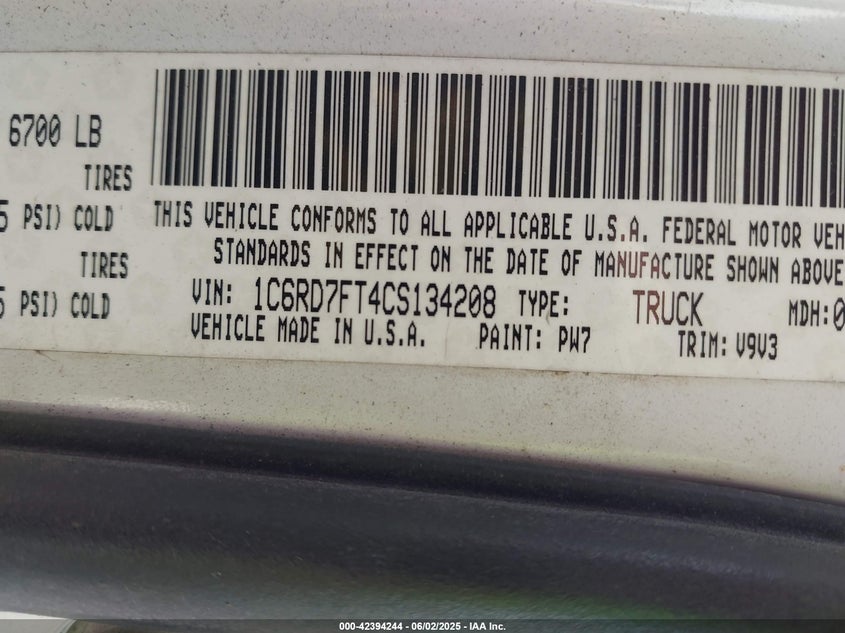 6700 LB
TIRES
5 PSI) COLD
TIRES
5 PSI) COLD
THIS VEHICLE CONFORMS TO ALL APPLICABLE U.S.A. FEDERAL MOTOR VEH
STANDARDS IN EFFECT ON THE DATE OF MANUFACTURE SHOWN ABOVE
VIN: 1C6RD7FT4CS134208 TYPE: TRUCK MDH:0
VEHICLE MADE IN U.S.A. PAINT: PW7 TRIM: V9V3
000-42394244 - 06/02/2025 - IAA Inc.